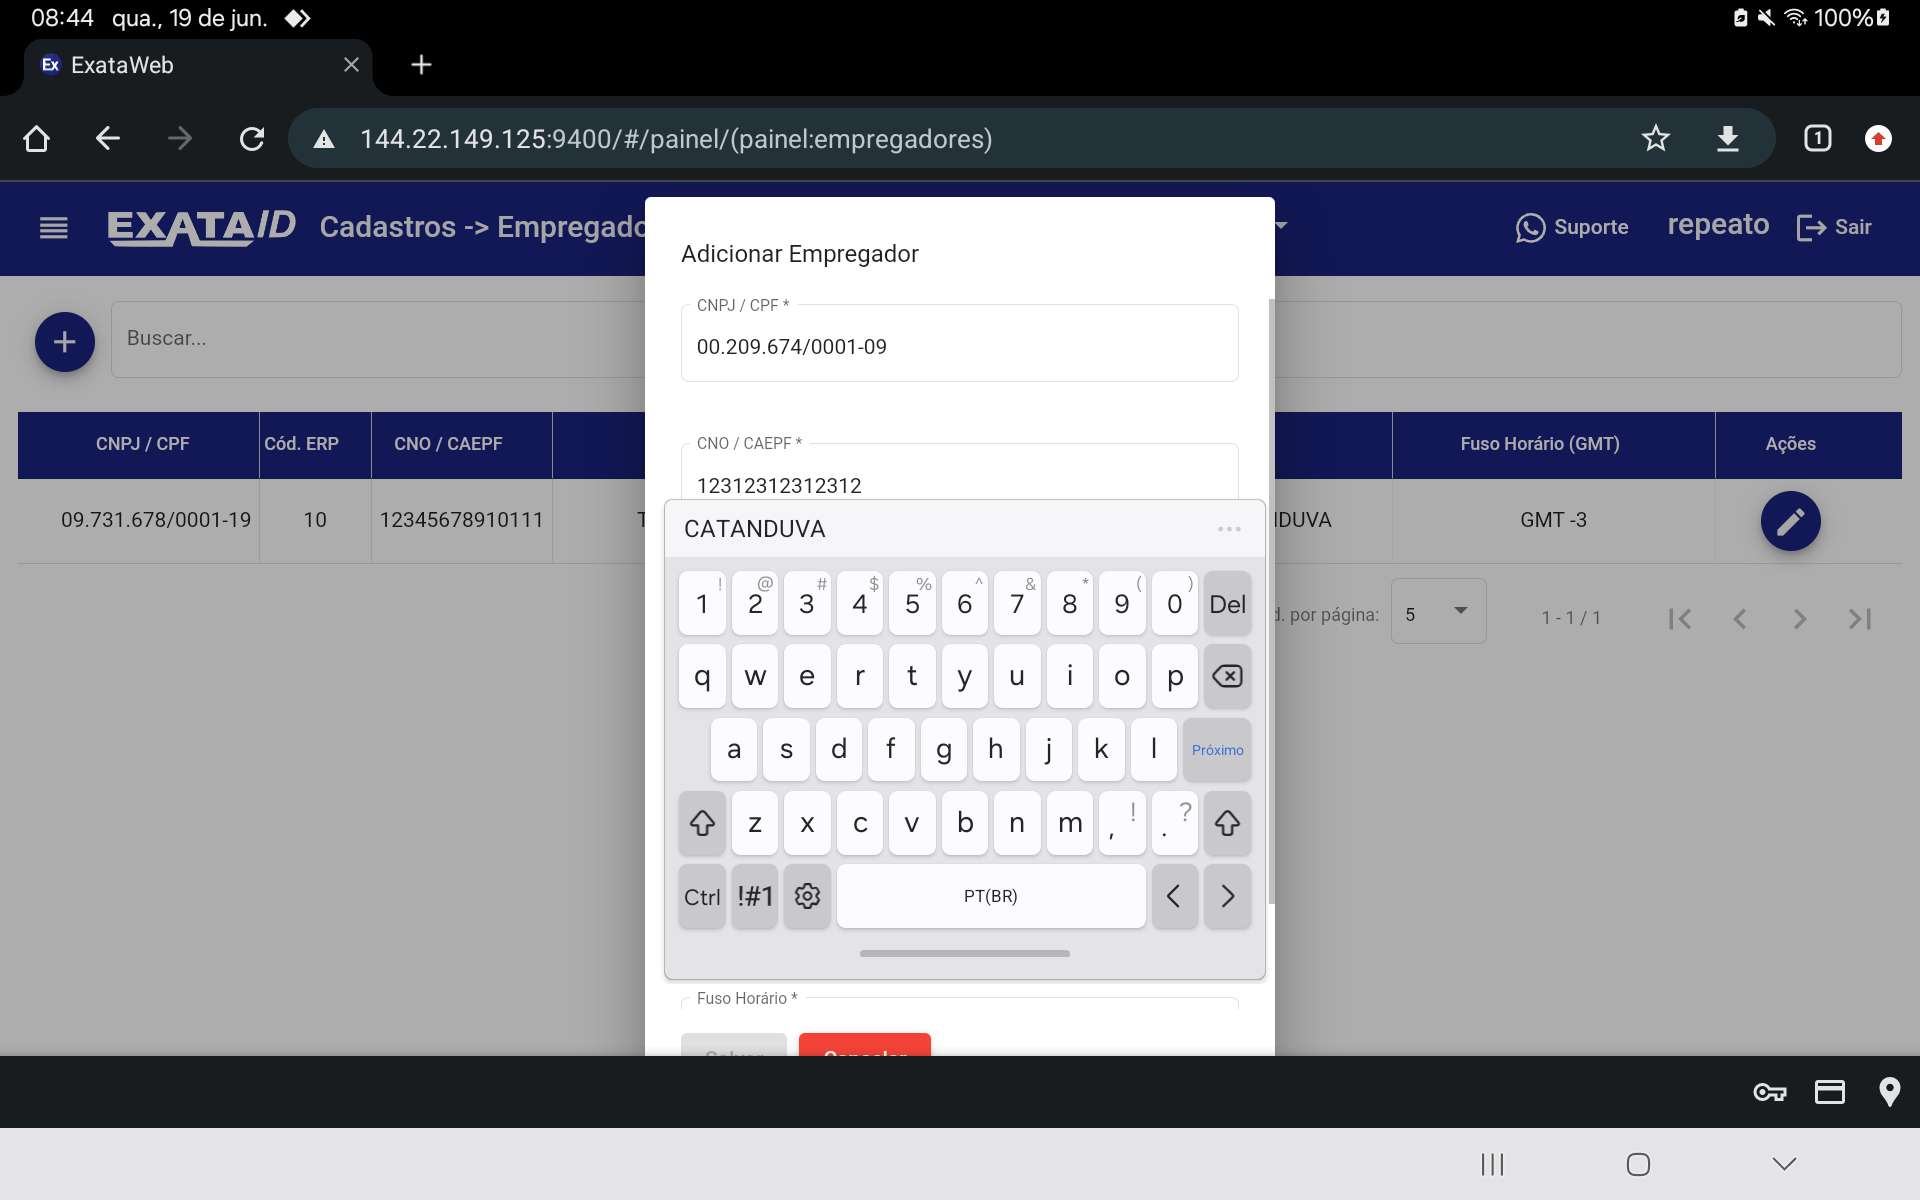 08:44 qua., 19 de jun. 100%
Ex ExataWeb
144.22.149.125:9400/#/painel/(painel:empregadores) 1
EXATAID Cadastros -> Empregado Suporte repeato Sair
Adicionar Empregador
CNPJ / CPF *
00.209.674/0001-09
Buscar...
CNPJ / CPF Cód. ERP CNO / CAEPF Fuso Horário (GMT) Ações
CNO / CAEPF *
12312312312312
09.731.678/0001-19 10 12345678910111 T IDUVA GMT -3
CATANDUVA
! @ # $ % ^ & * ( )
1 2 3 4 5 6 7 8 9 0 Del
d. por página: 5 1 - 1 / 1
q w e r t y u i o p
a s d f g h j k l Próximo
z x c v b n m , ! . ?
Ctrl !#1 PT(BR)
Fuso Horário *
Salvar Cancelar